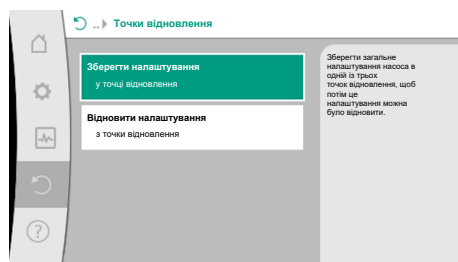 .. Точки відновлення
Зберегти налаштування
у точці відновлення
Відновити налаштування
з точки відновлення
Зберегти загальне
налаштування насоса в
одній із трьох
точок відновлення, щоб
потім це
налаштування можна
було відновити.